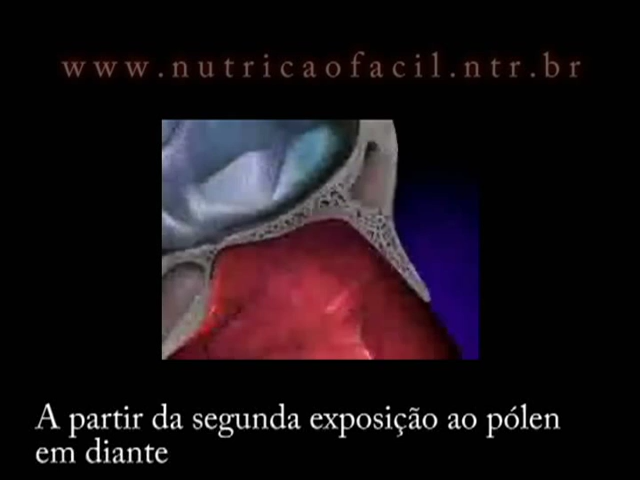 www.nutricaofacil.ntr.br
A partir da segunda exposição ao pólen
em diante